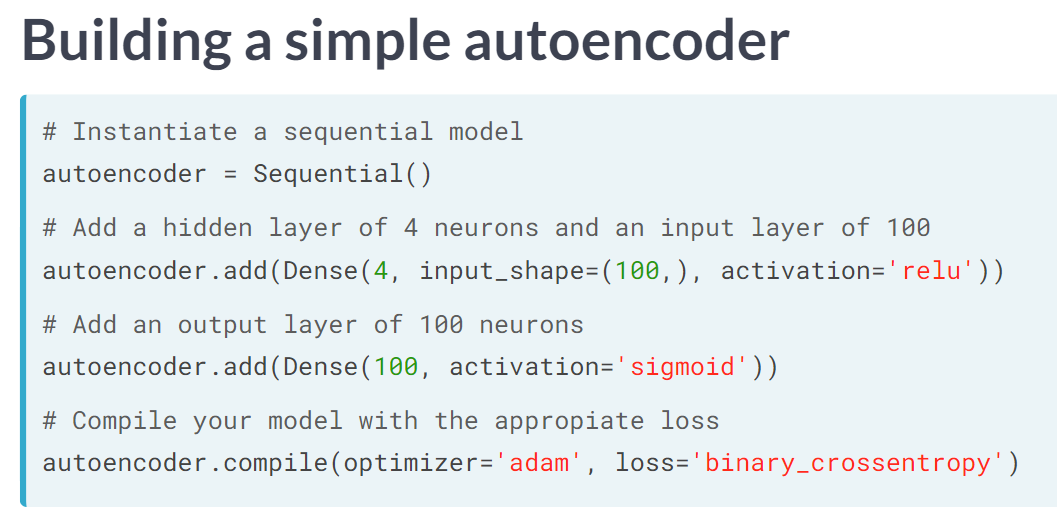 Building a simple autoencoder
# Instantiate a sequential model
autoencoder = Sequential()
# Add a hidden layer of 4 neurons and an input layer of 100
autoencoder.add(Dense(4, input_shape=(100,), activation='relu'))
# Add an output layer of 100 neurons
autoencoder.add(Dense(100, activation='sigmoid'))
# Compile your model with the appropiate loss
autoencoder.compile(optimizer='adam', loss='binary_crossentropy')